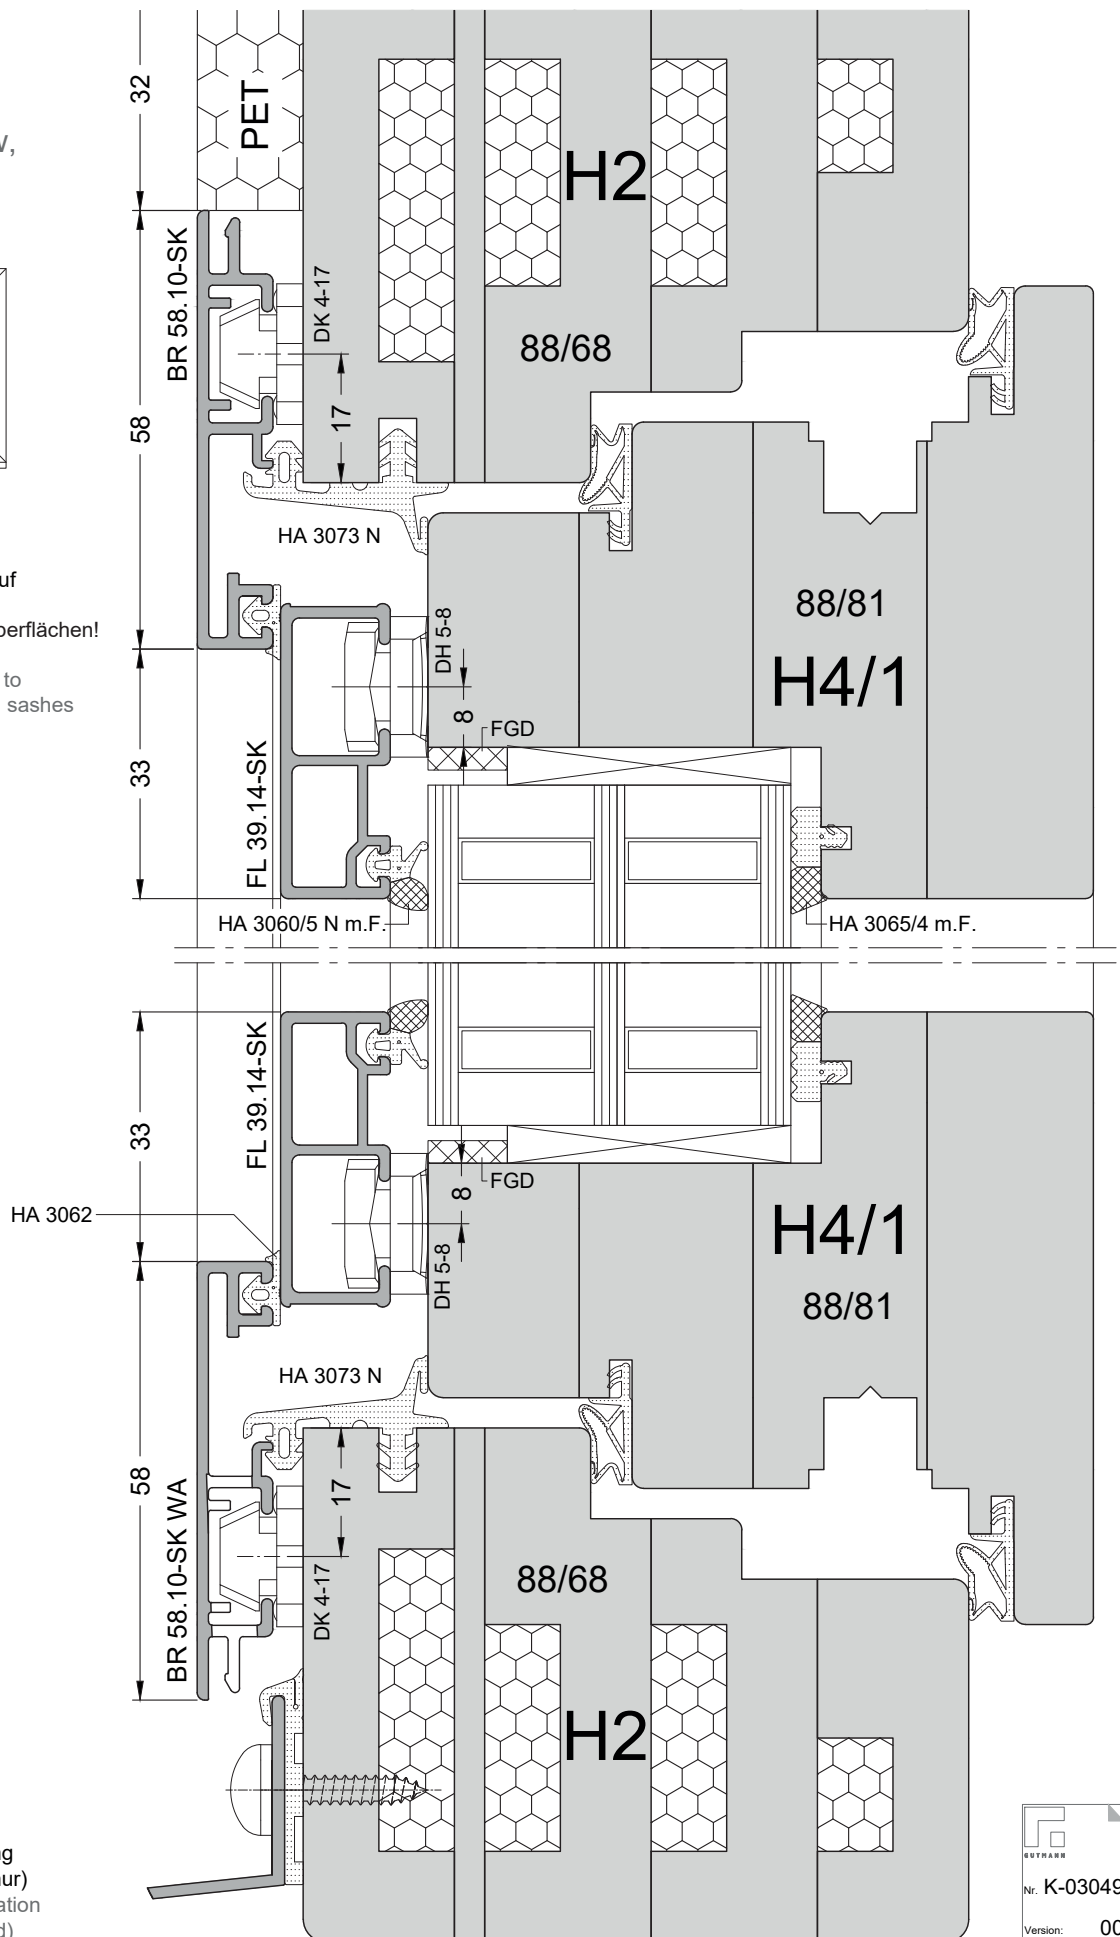 32
PET
H2
BR 58.10-SK
DK 4-17
88/68
17
58
HA 3073 N
88/81
H4/1
DH 5-8
8
FGD
to
sashes
33
FL 39.14-SK
HA 3060/5 N m.F.
HA 3065/4 m.F.
FL 39.14-SK
33
8
FGD
HA 3062
H4/1
DH 5-8
88/81
HA 3073 N
58
17
BR 58.10-SK WA
DK 4-17
88/68
H2
GUTMANN
Nr. K-03049
Version: 00